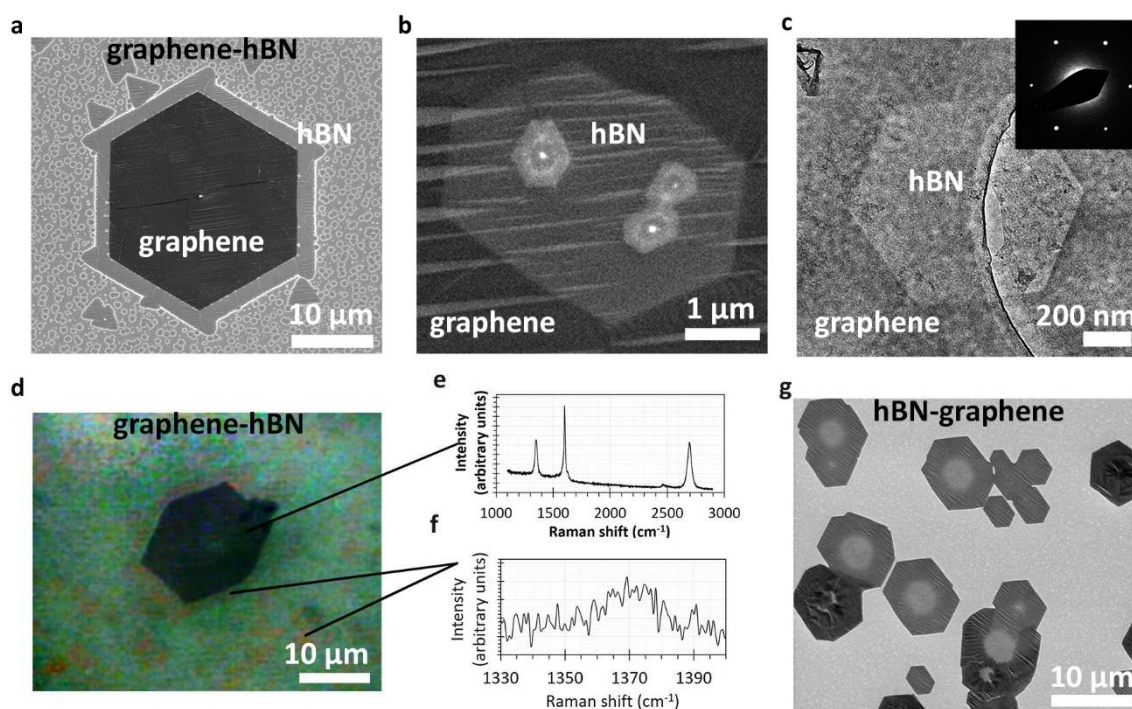 a
graphene-hBN
hBN
graphene
10 µm
b
hBN
graphene
1 µm
c
hBN
graphene
200 nm
d
graphene-hBN
10 µm
e
Intensity
(arbitrary units)
1000 1500 2000 2500 3000
Raman shift (cm⁻¹)
f
Intensity
(arbitrary units)
1330 1350 1370 1390
Raman shift (cm⁻¹)
g
hBN-graphene
10 µm